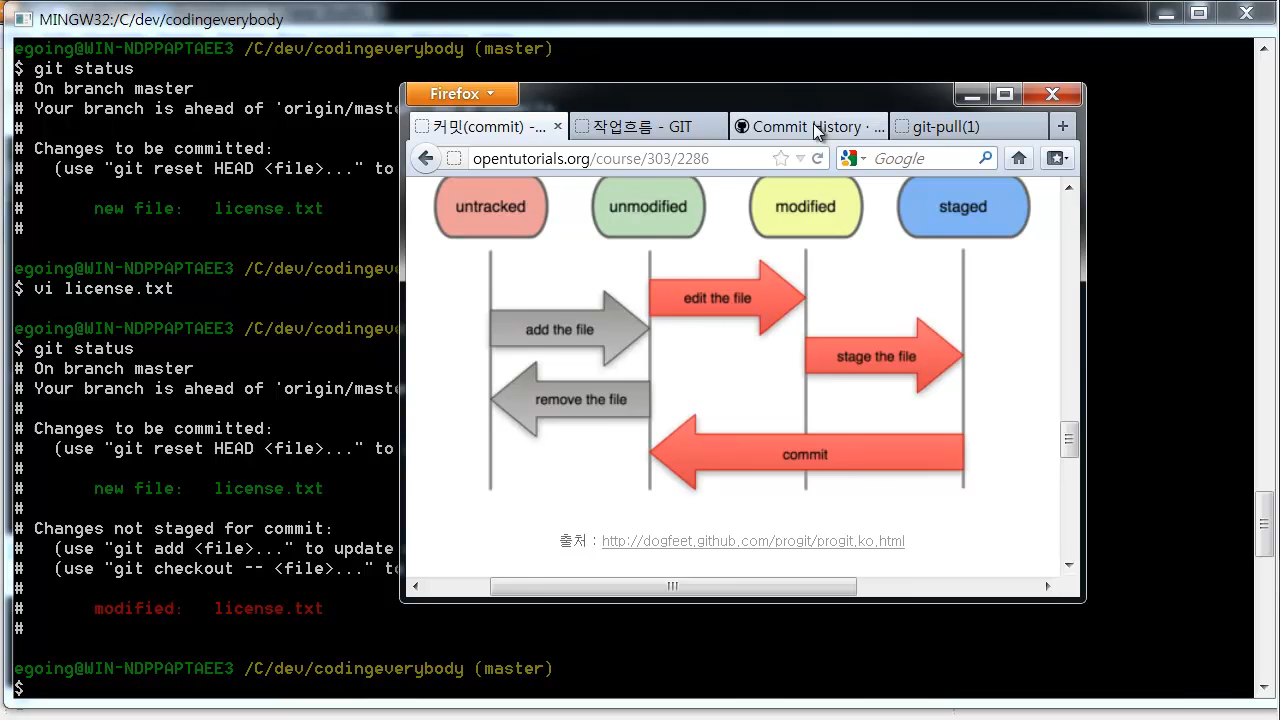 MINGW32:/C/dev/codingeverybody
egoing@WIN-NDPPAPTAEE3 /C/dev/codingeverybody (master)
$ git status
# On branch master
# Your branch is ahead of 'origin/maste
#
# Changes to be committed:
#   (use "git reset HEAD <file>..." to
#
#       new file:   license.txt
#
egoing@WIN-NDPPAPTAEE3 /C/dev/codingeverybo
$ vi license.txt
egoing@WIN-NDPPAPTAEE3 /C/dev/codingeverybo
$ git status
# On branch master
# Your branch is ahead of 'origin/maste
#
# Changes to be committed:
#   (use "git reset HEAD <file>..." to
#
#       new file:   license.txt
#
# Changes not staged for commit:
#   (use "git add <file>..." to update
#   (use "git checkout -- <file>..." to
#
#       modified:   license.txt
#
egoing@WIN-NDPPAPTAEE3 /C/dev/codingeverybody (master)
$
Firefox
커밋(commit) -...
작업흐름 - GIT
Commit History · ...
git-pull(1)
opentutorials.org/course/303/2286
Google
untracked
unmodified
modified
staged
edit the file
add the file
stage the file
remove the file
commit
출처 : http://dogfeet.github.com/progit/progit.ko.html